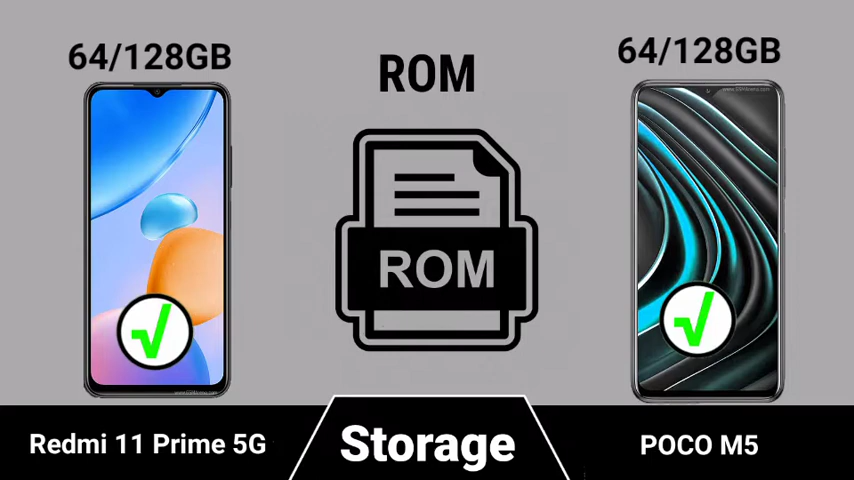 64/128GB
ROM
64/128GB
ROM
Redmi 11 Prime 5G
Storage
POCO M5